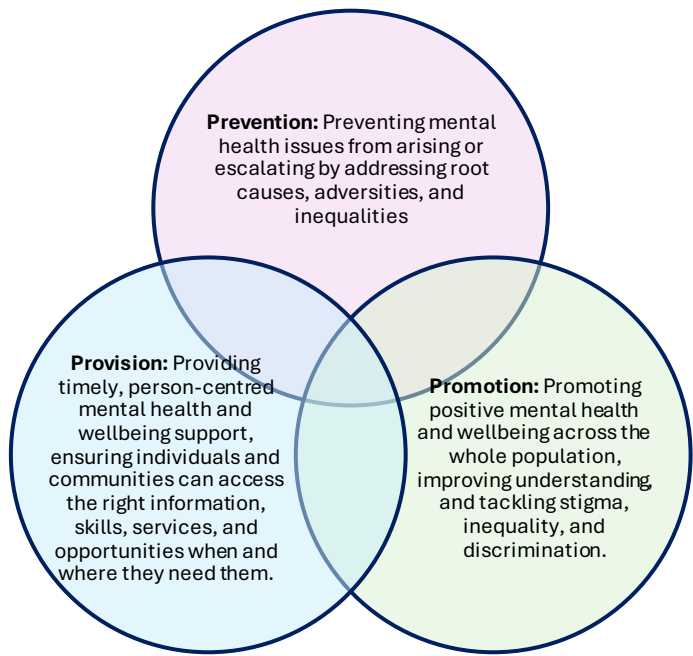 Prevention: Preventing mental
health issues from arising or
escalating by addressing root
causes, adversities, and
inequalities
Provision: Providing
timely, person-centred
mental health and
wellbeing support,
ensuring individuals and
communities can access
the right information,
skills, services, and
opportunities when and
where they need them.
Promotion: Promoting
positive mental health
and wellbeing across the
whole population,
improving understanding,
and tackling stigma,
inequality, and
discrimination.